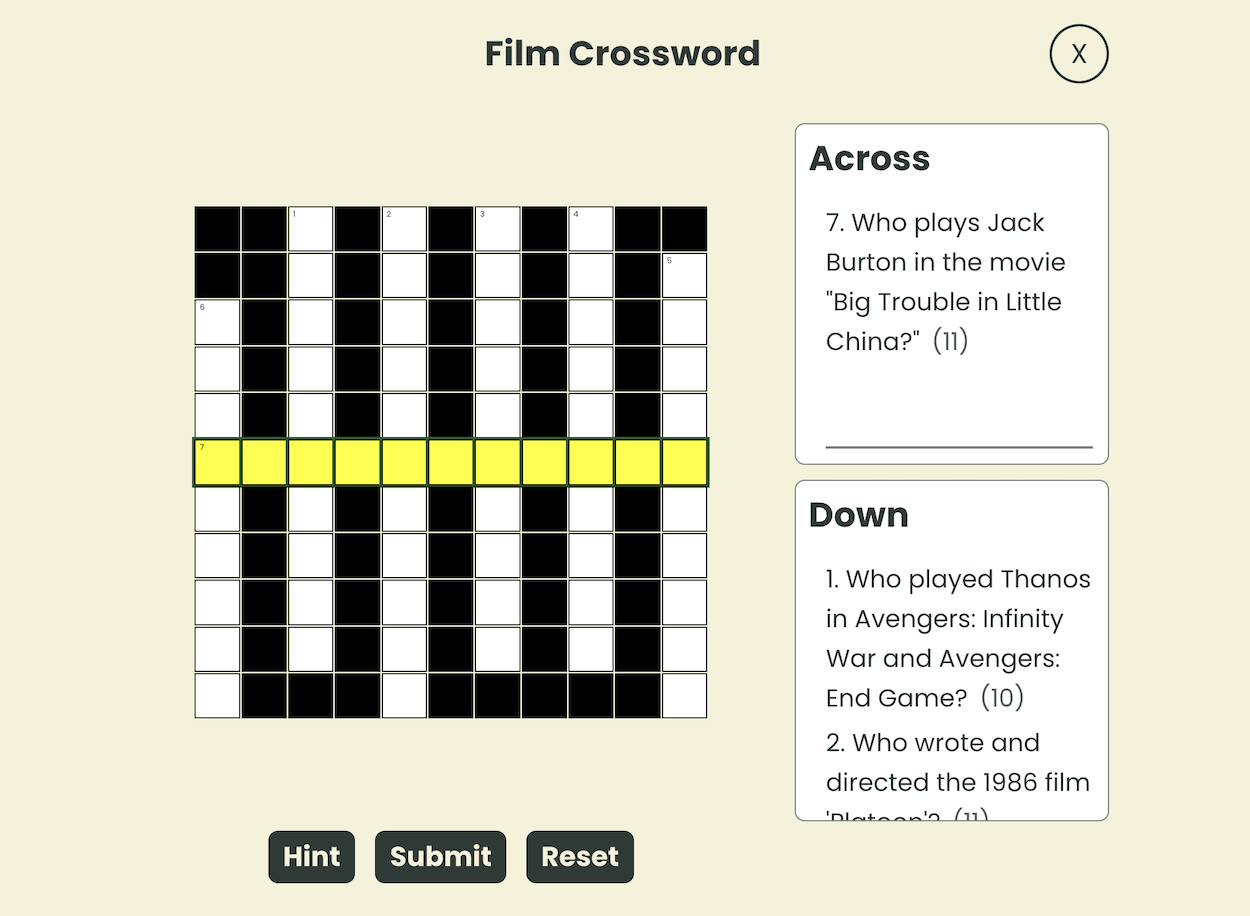 Film Crossword
X
1 2 3 4
5
6
7
Across
7. Who plays Jack
Burton in the movie
"Big Trouble in Little
China?" (11)
Down
1. Who played Thanos
in Avengers: Infinity
War and Avengers:
End Game? (10)
2. Who wrote and
directed the 1986 film
'Platoon'? (11)
Hint Submit Reset